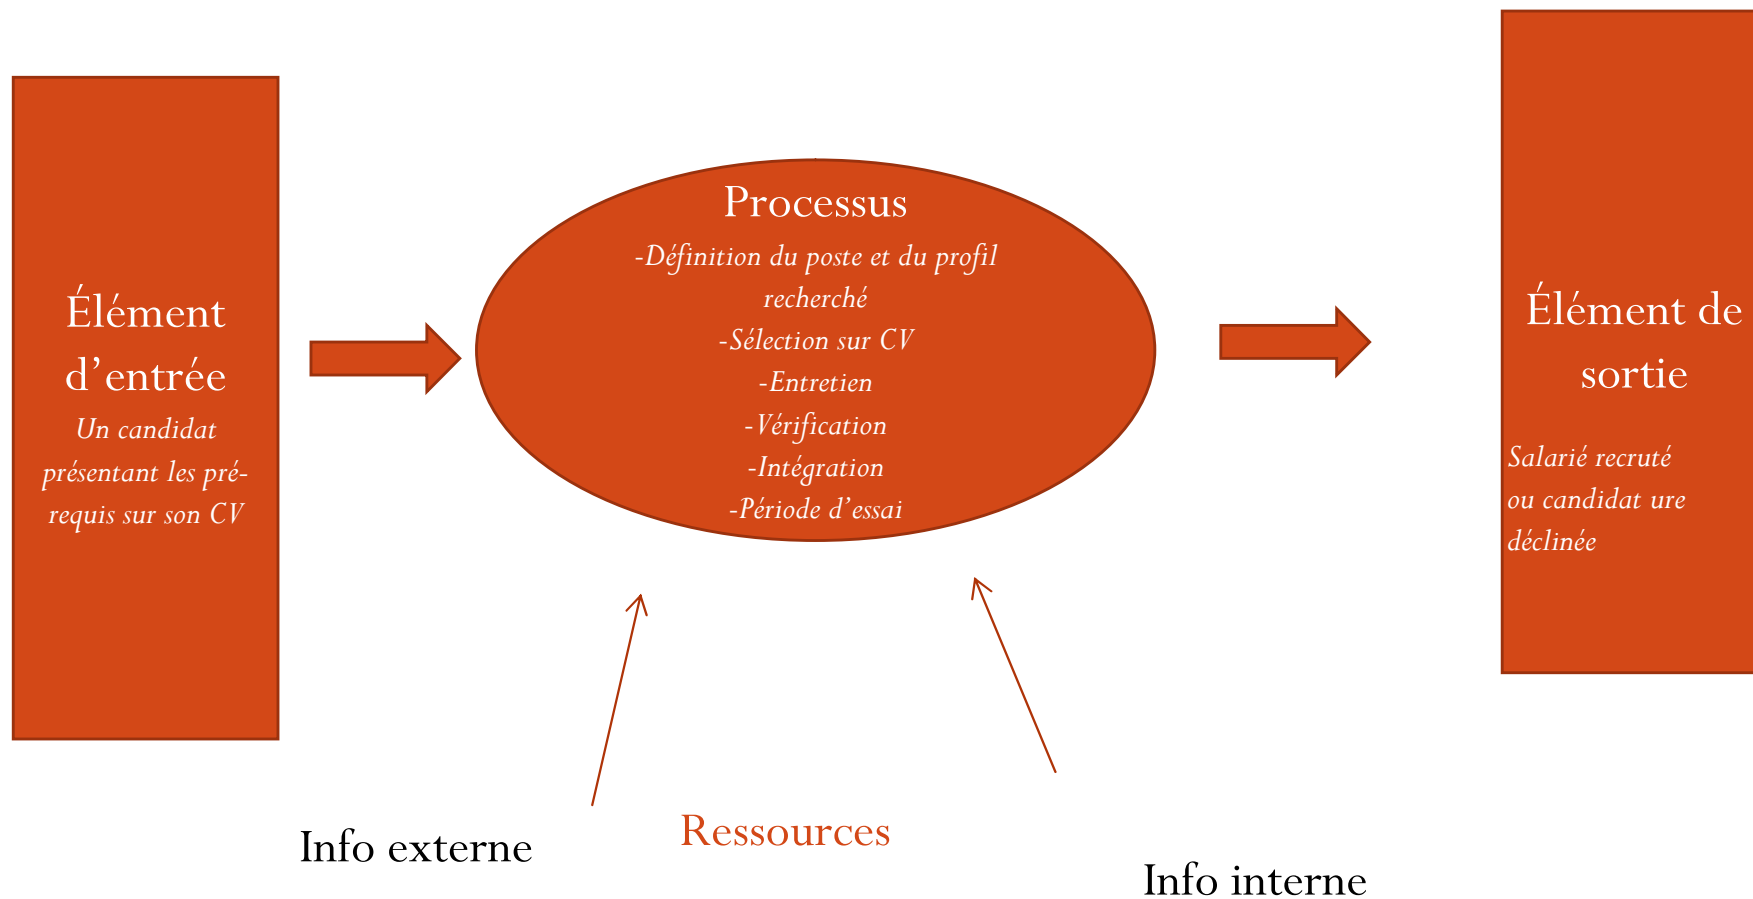 Élément
d'entrée
Un candidat
présentant les pré-
requis sur son CV
Processus
-Définition du poste et du profil
recherché
-Sélection sur CV
-Entretien
-Vérification
-Intégration
-Période d'essai
Élément de
sortie
Salarié recruté
ou candidat ure
déclinée
Info externe
Ressources
Info interne